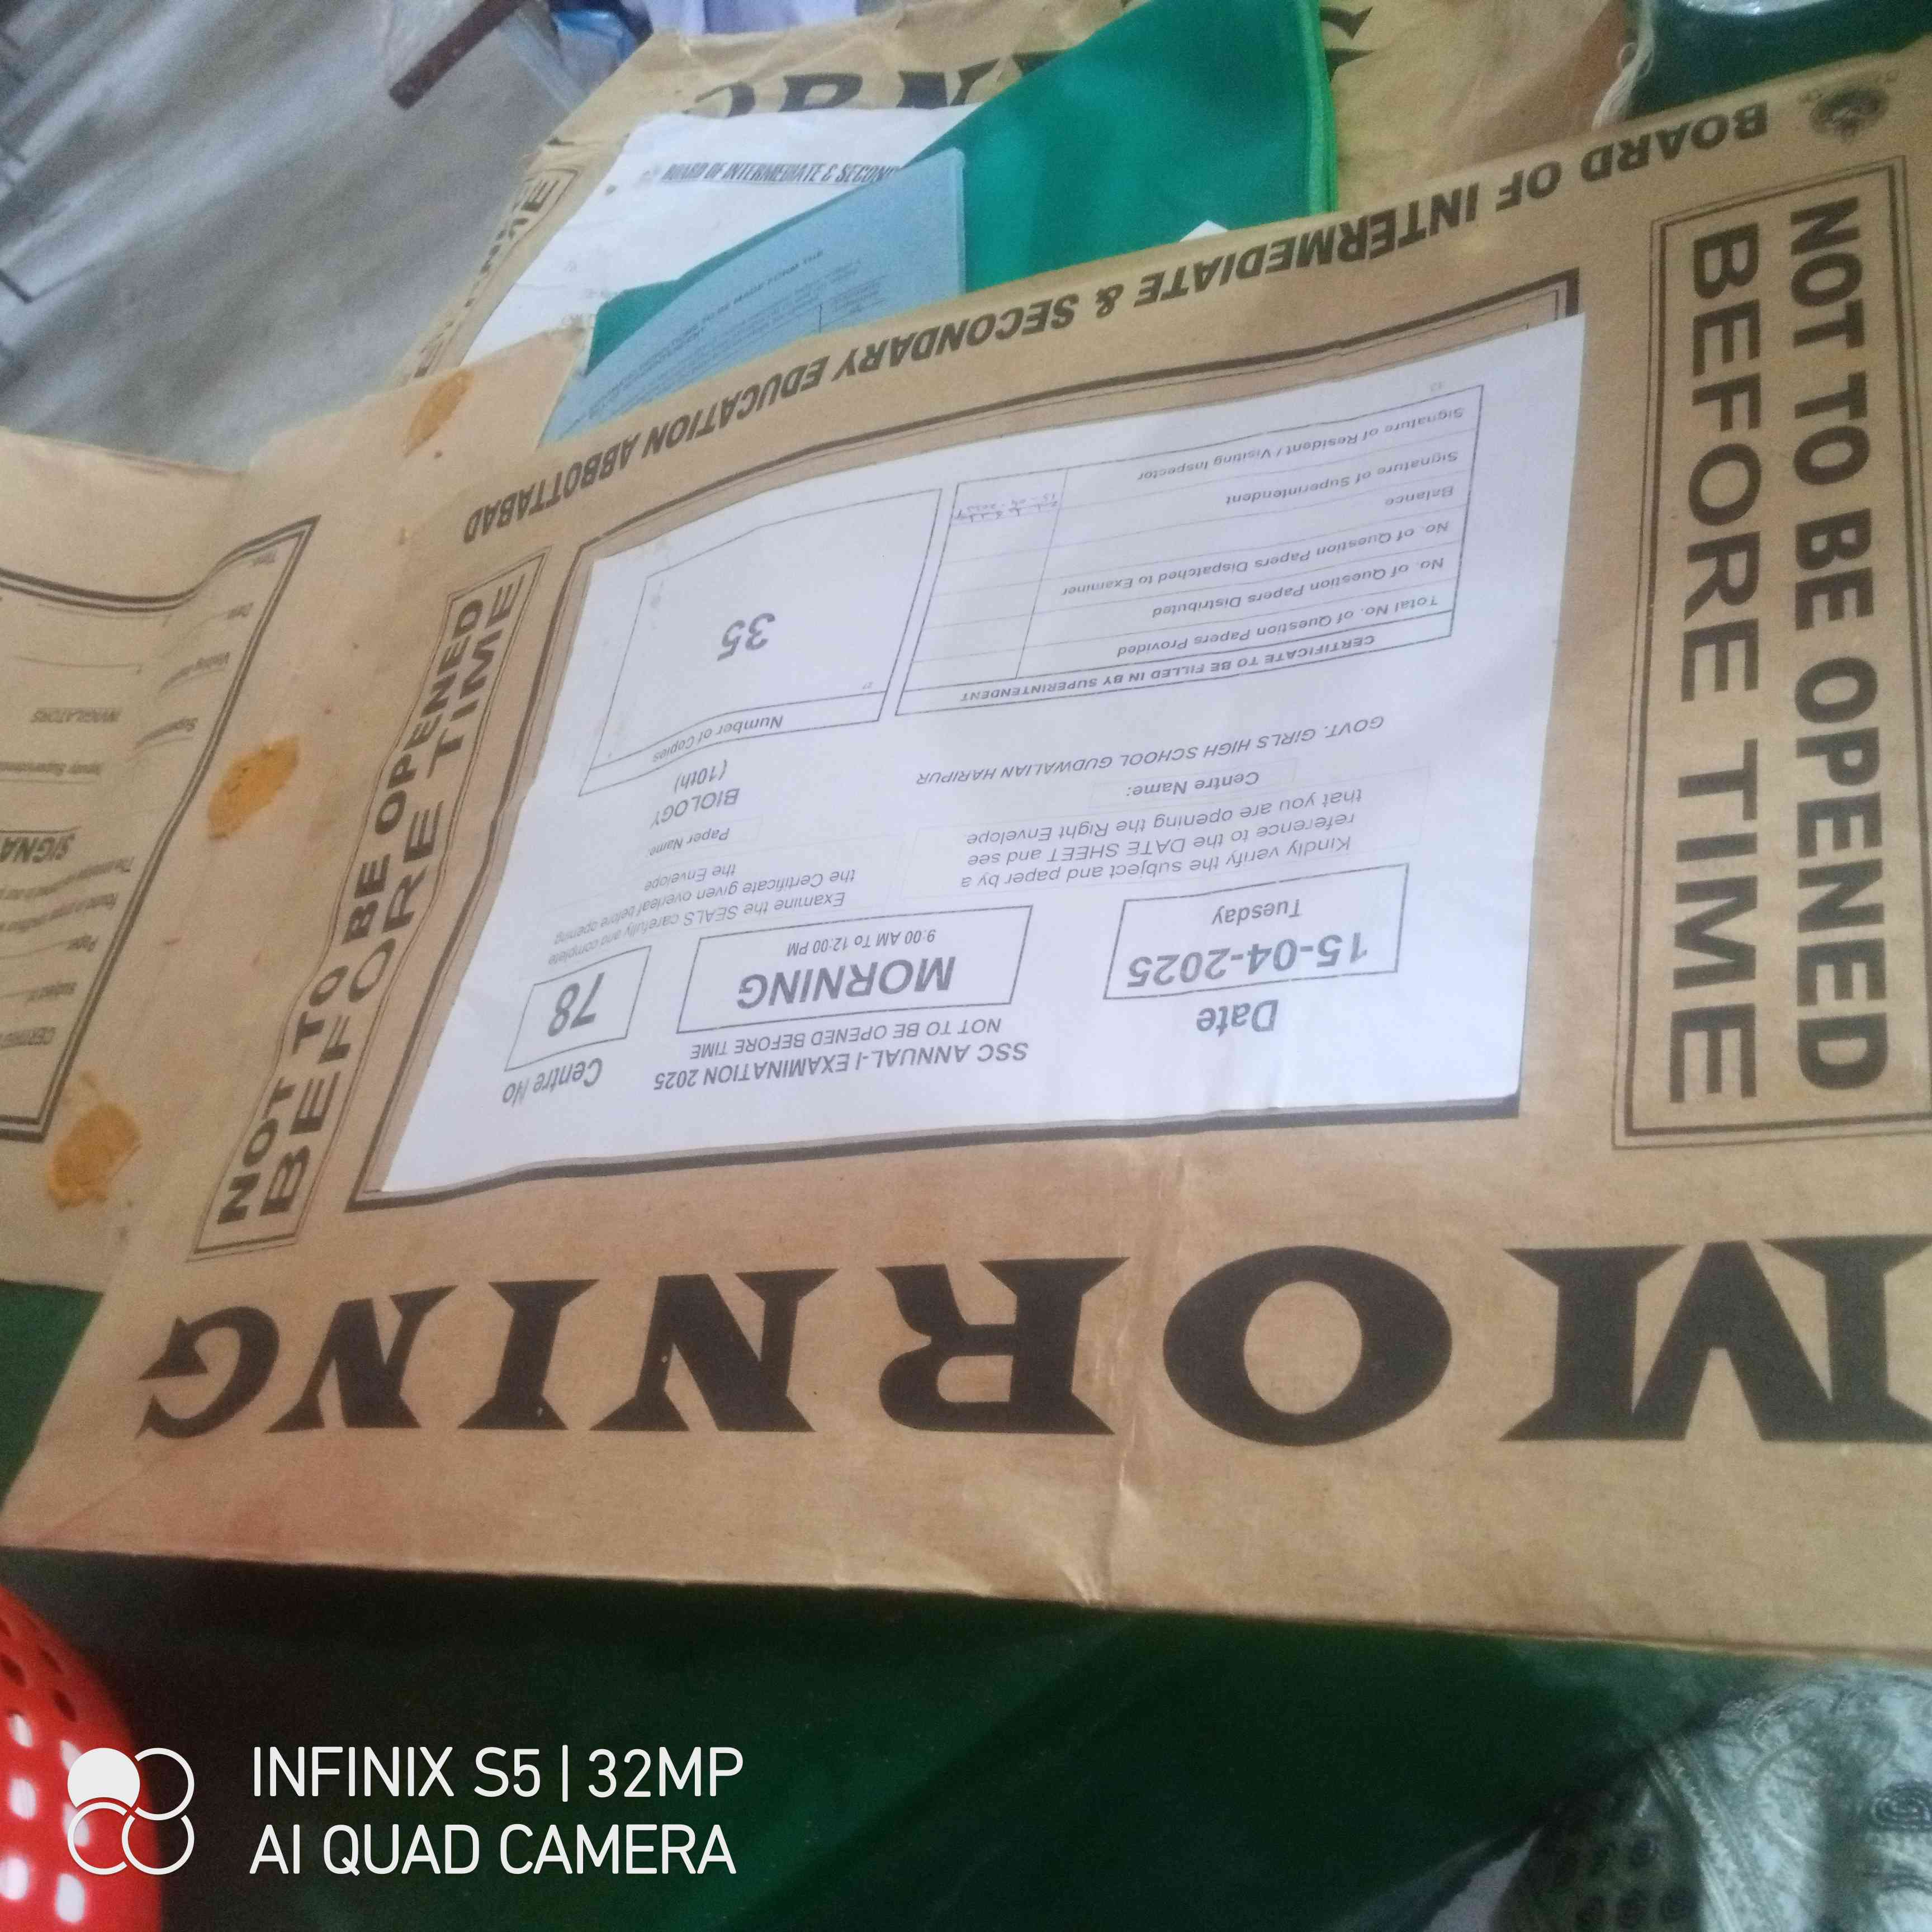 MORNING
NOT TO BE OPENED
BEFORE TIME
NOT TO BE OPENED
BEFORE TIME
SSC ANNUAL-I EXAMINATION 2025
NOT TO BE OPENED BEFORE TIME
Date
15-04-2025
Tuesday
MORNING
9:00 AM To 12:00 PM
Centre No
78
Kindly verify the subject and paper by a
reference to the DATE SHEET and see
that you are opening the Right Envelope
Examine the SEALS carefully and complete
the Certificate given overleaf before opening
the Envelope
Centre Name:
GOVT. GIRLS HIGH SCHOOL GUDWALIAN HARIPUR
Paper Name
BIOLOGY
(10th)
CERTIFICATE TO BE FILLED IN BY SUPERINTENDENT
Total No. of Question Papers Provided
No. of Question Papers Distributed
No. of Question Papers Dispatched to Examiner
Balance
Signature of Superintendent
Signature of Resident / Visiting Inspector
Number of Copies
35
BOARD OF INTERMEDIATE & SECONDARY EDUCATION ABBOTTABAD
BOARD OF INTERMEDIATE & SECOND
INVIGILATORS
INFINIX S5 | 32MP
AI QUAD CAMERA